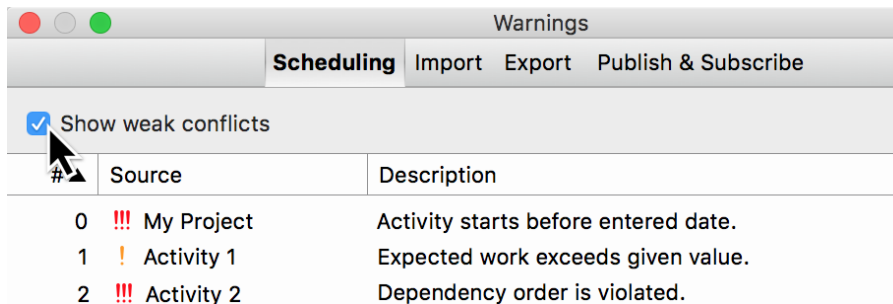 Warnings
Scheduling Import Export Publish & Subscribe
Show weak conflicts
# Source Description
0 !!! My Project Activity starts before entered date.
1 ! Activity 1 Expected work exceeds given value.
2 !!! Activity 2 Dependency order is violated.